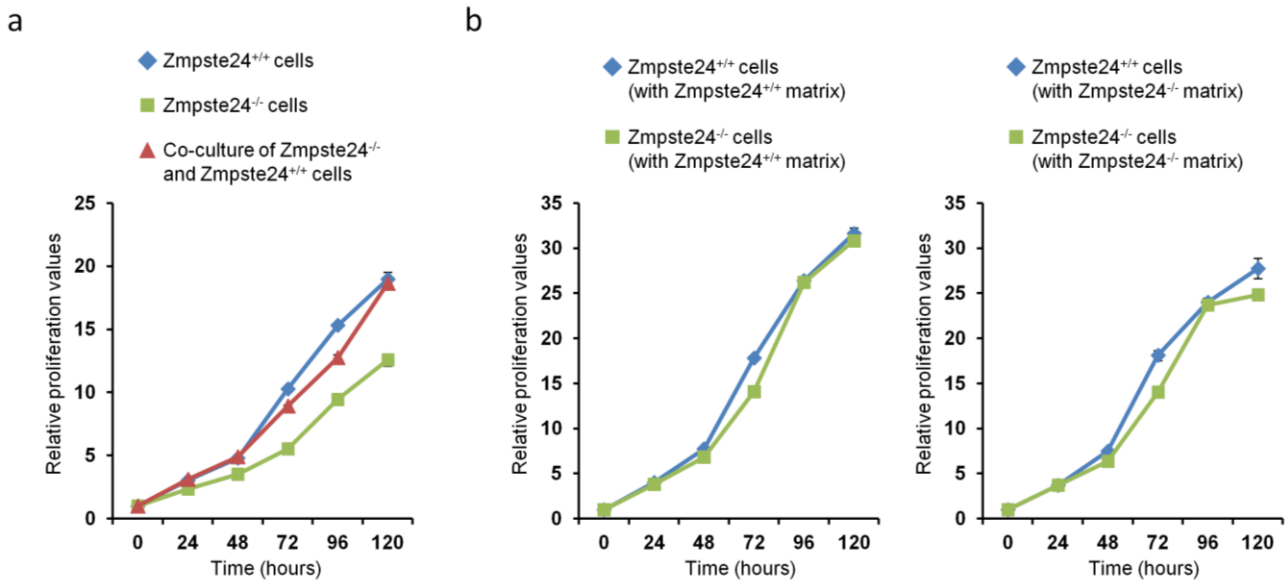 a
Zmpste24+/+ cells
Zmpste24-/- cells
Co-culture of Zmpste24-/-
and Zmpste24+/+ cells
25
20
15
10
5
0
Relative proliferation values
0 24 48 72 96 120
Time (hours)
b
Zmpste24+/+ cells
(with Zmpste24+/+ matrix)
Zmpste24-/- cells
(with Zmpste24+/+ matrix)
35
30
25
20
15
10
5
0
Relative proliferation values
0 24 48 72 96 120
Time (hours)
Zmpste24+/+ cells
(with Zmpste24-/- matrix)
Zmpste24-/- cells
(with Zmpste24-/- matrix)
35
30
25
20
15
10
5
0
Relative proliferation values
0 24 48 72 96 120
Time (hours)